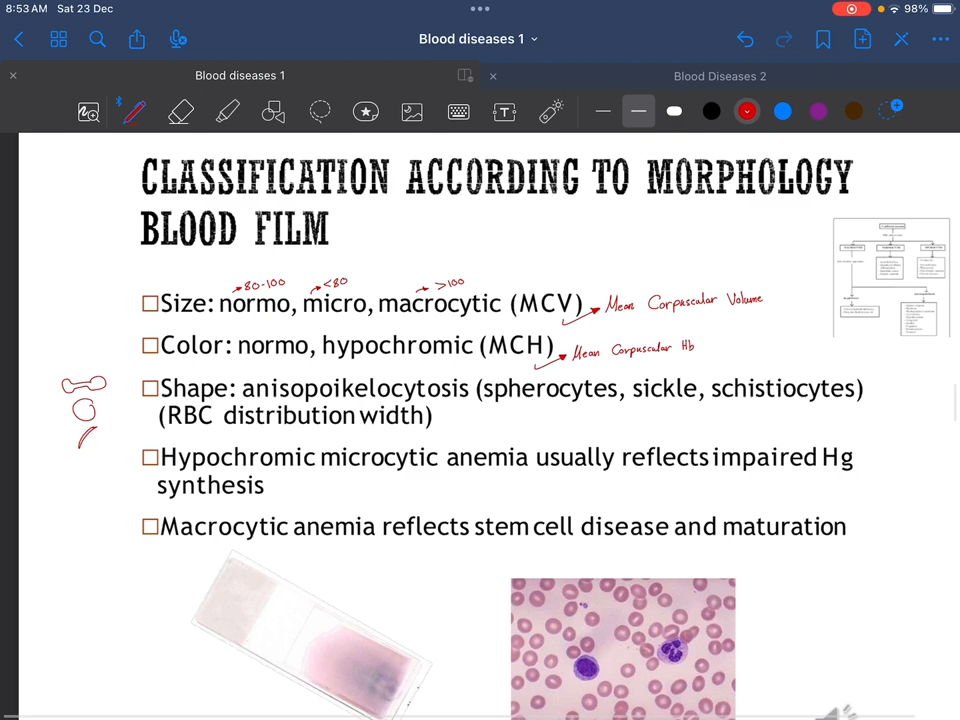 8:53 AM Sat 23 Dec
98%
Blood diseases 1
Blood diseases 1
Blood Diseases 2
CLASSIFICATION ACCORDING TO MORPHOLOGY
BLOOD FILM
80-100 <80 >100
□Size: normo, micro, macrocytic (MCV) Mean Corpuscular Volume
□Color: normo, hypochromic (MCH) Mean Corpuscular Hb
□Shape: anisopoikelocytosis (spherocytes, sickle, schistiocytes)
(RBC distribution width)
□Hypochromic microcytic anemia usually reflects impaired Hg
synthesis
□Macrocytic anemia reflects stem cell disease and maturation